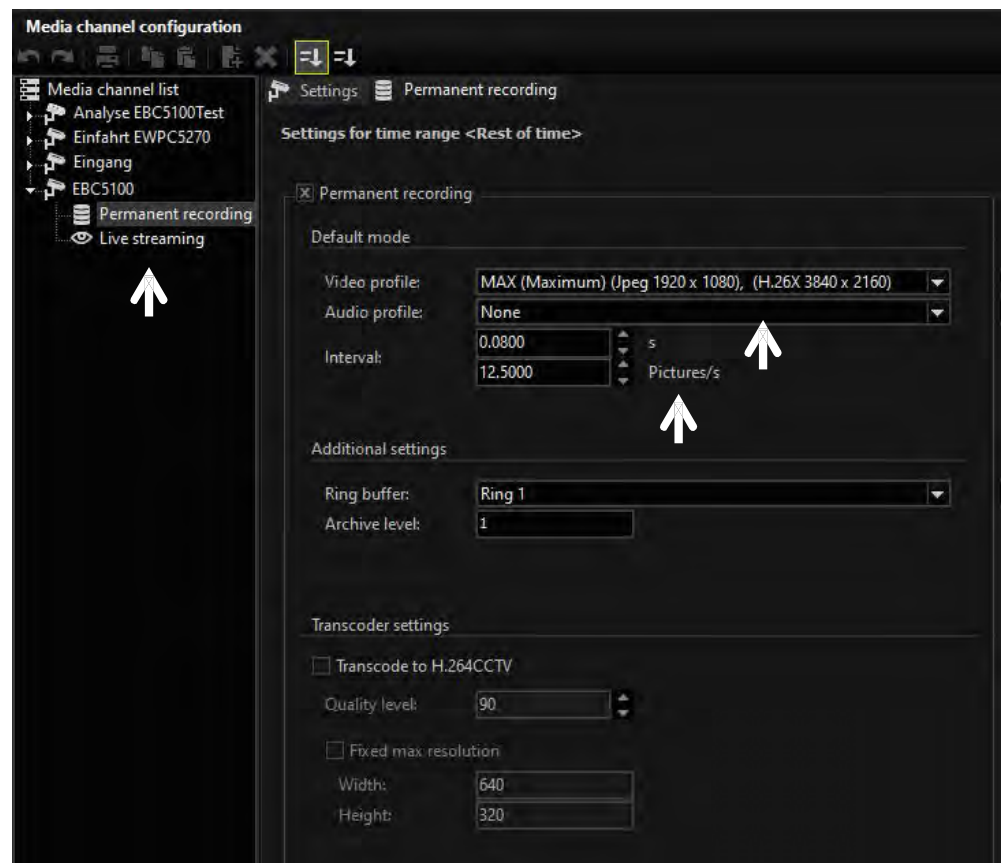 Media channel configuration
Media channel list
Analyse EBC5100Test
Einfahrt EWPC5270
Eingang
EBC5100
Permanent recording
Live streaming
Settings Permanent recording
Settings for time range <Rest of time>
Permanent recording
Default mode
Video profile: MAX (Maximum) (Jpeg 1920 x 1080), (H.26X 3840 x 2160)
Audio profile: None
Interval: 0.0800 s
12.5000 Pictures/s
Additional settings
Ring buffer: Ring 1
Archive level: 1
Transcoder settings
Transcode to H.264CCTV
Quality level: 90
Fixed max resolution
Width: 640
Height: 320